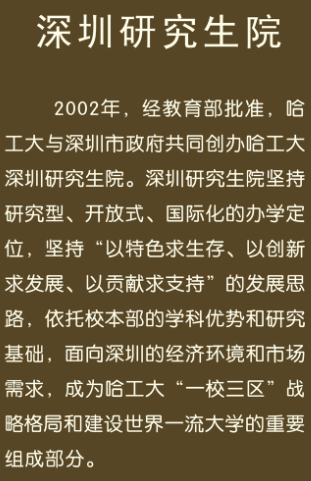 深圳研究生院
2002年，经教育部批准，哈
工大与深圳市政府共同创办哈工大
深圳研究生院。深圳研究生院坚持
研究型、开放式、国际化的办学定
位，坚持“以特色求生存、以创新
求发展、以贡献求支持”的发展思
路，依托校本部的学科优势和研究
基础，面向深圳的经济环境和市场
需求，成为哈工大“一校三区”战
略格局和建设世界一流大学的重要
组成部分。